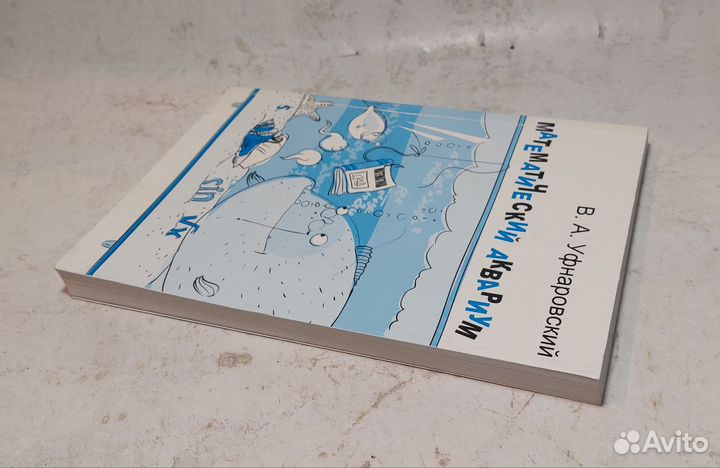 В. А. Уфнаровский
МАТЕМАТИЧЕСКИЙ АКВАРИУМ
sin √x
Avito